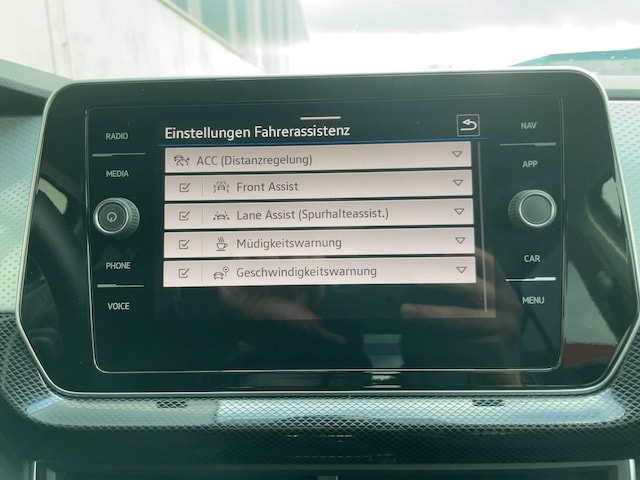 RADIO
MEDIA
PHONE
VOICE
Einstellungen Fahrerassistenz
ACC (Distanzregelung)
Front Assist
Lane Assist (Spurhalteassist.)
Müdigkeitswarnung
Geschwindigkeitswarnung
NAV
APP
CAR
MENU